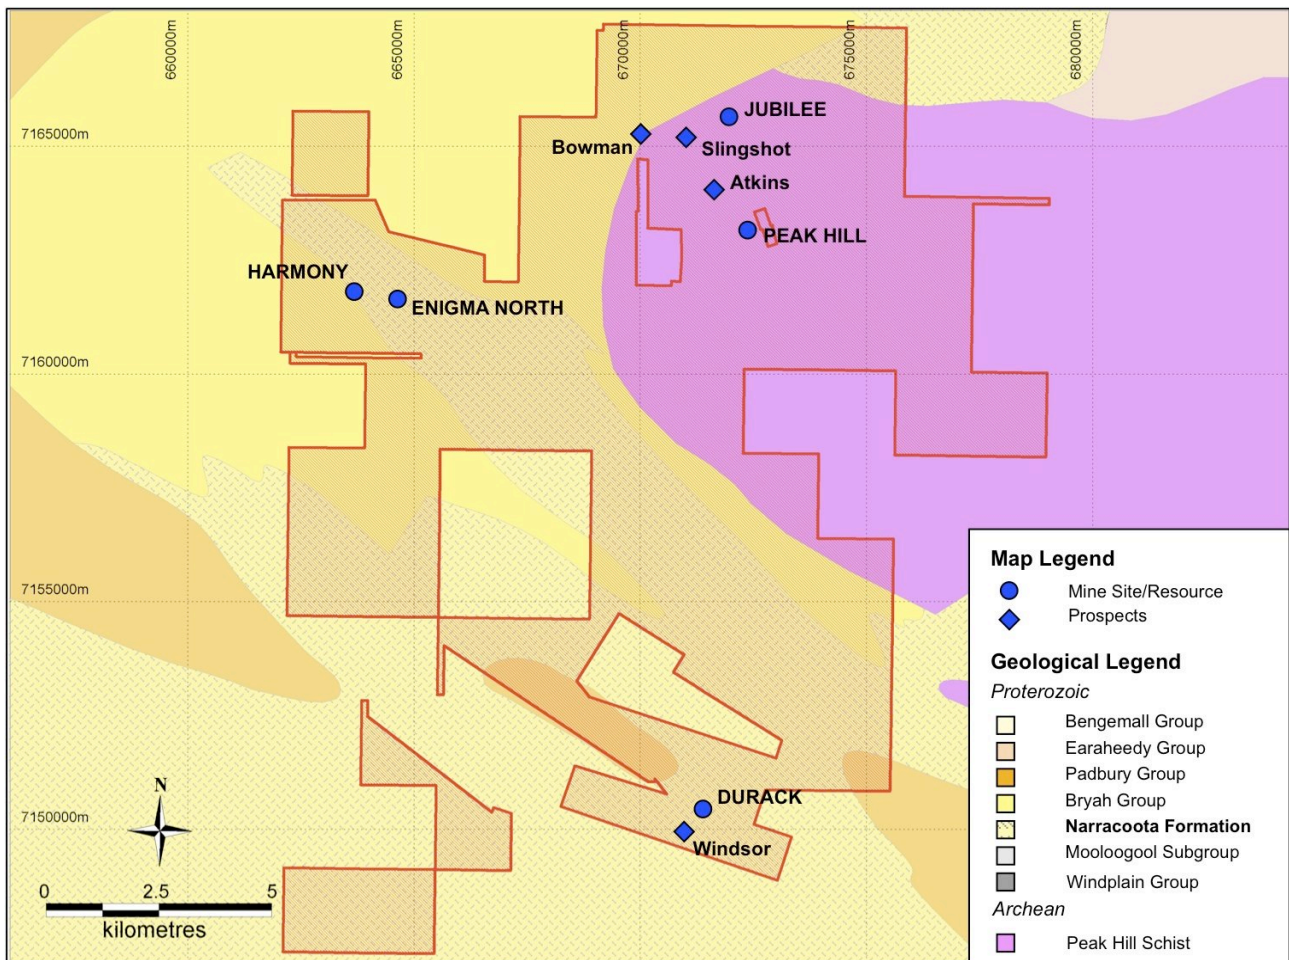 660000m
665000m
670000m
675000m
680000m
7165000m
JUBILEE
Bowman
Slingshot
Atkins
PEAK HILL
HARMONY
ENIGMA NORTH
7160000m
7155000m
7150000m
DURACK
Windsor
N
0 2.5 5
kilometres
Map Legend
Mine Site/Resource
Prospects
Geological Legend
Proterozoic
Bengemall Group
Earaheedy Group
Padbury Group
Bryah Group
Narracoota Formation
Mooloogool Subgroup
Windplain Group
Archean
Peak Hill Schist